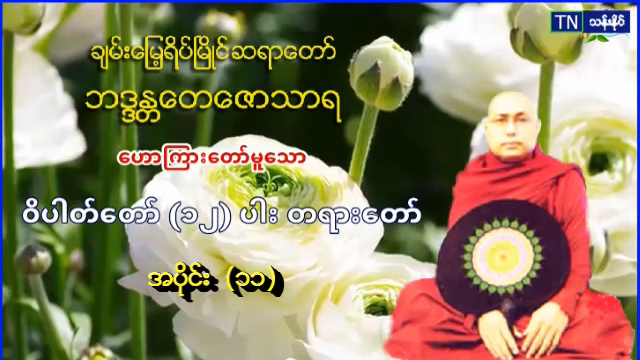 TN သန်းနိုင်
ချမ်းမြေ့ရိပ်မြိုင်ဆရာတော်
ဘဒ္ဒန္တတေဇောသာရ
ဟောကြားတော်မူသော
ဝိပါတ်တော် (၁၂) ပါး တရားတော်
အပိုင်း (၁၁)